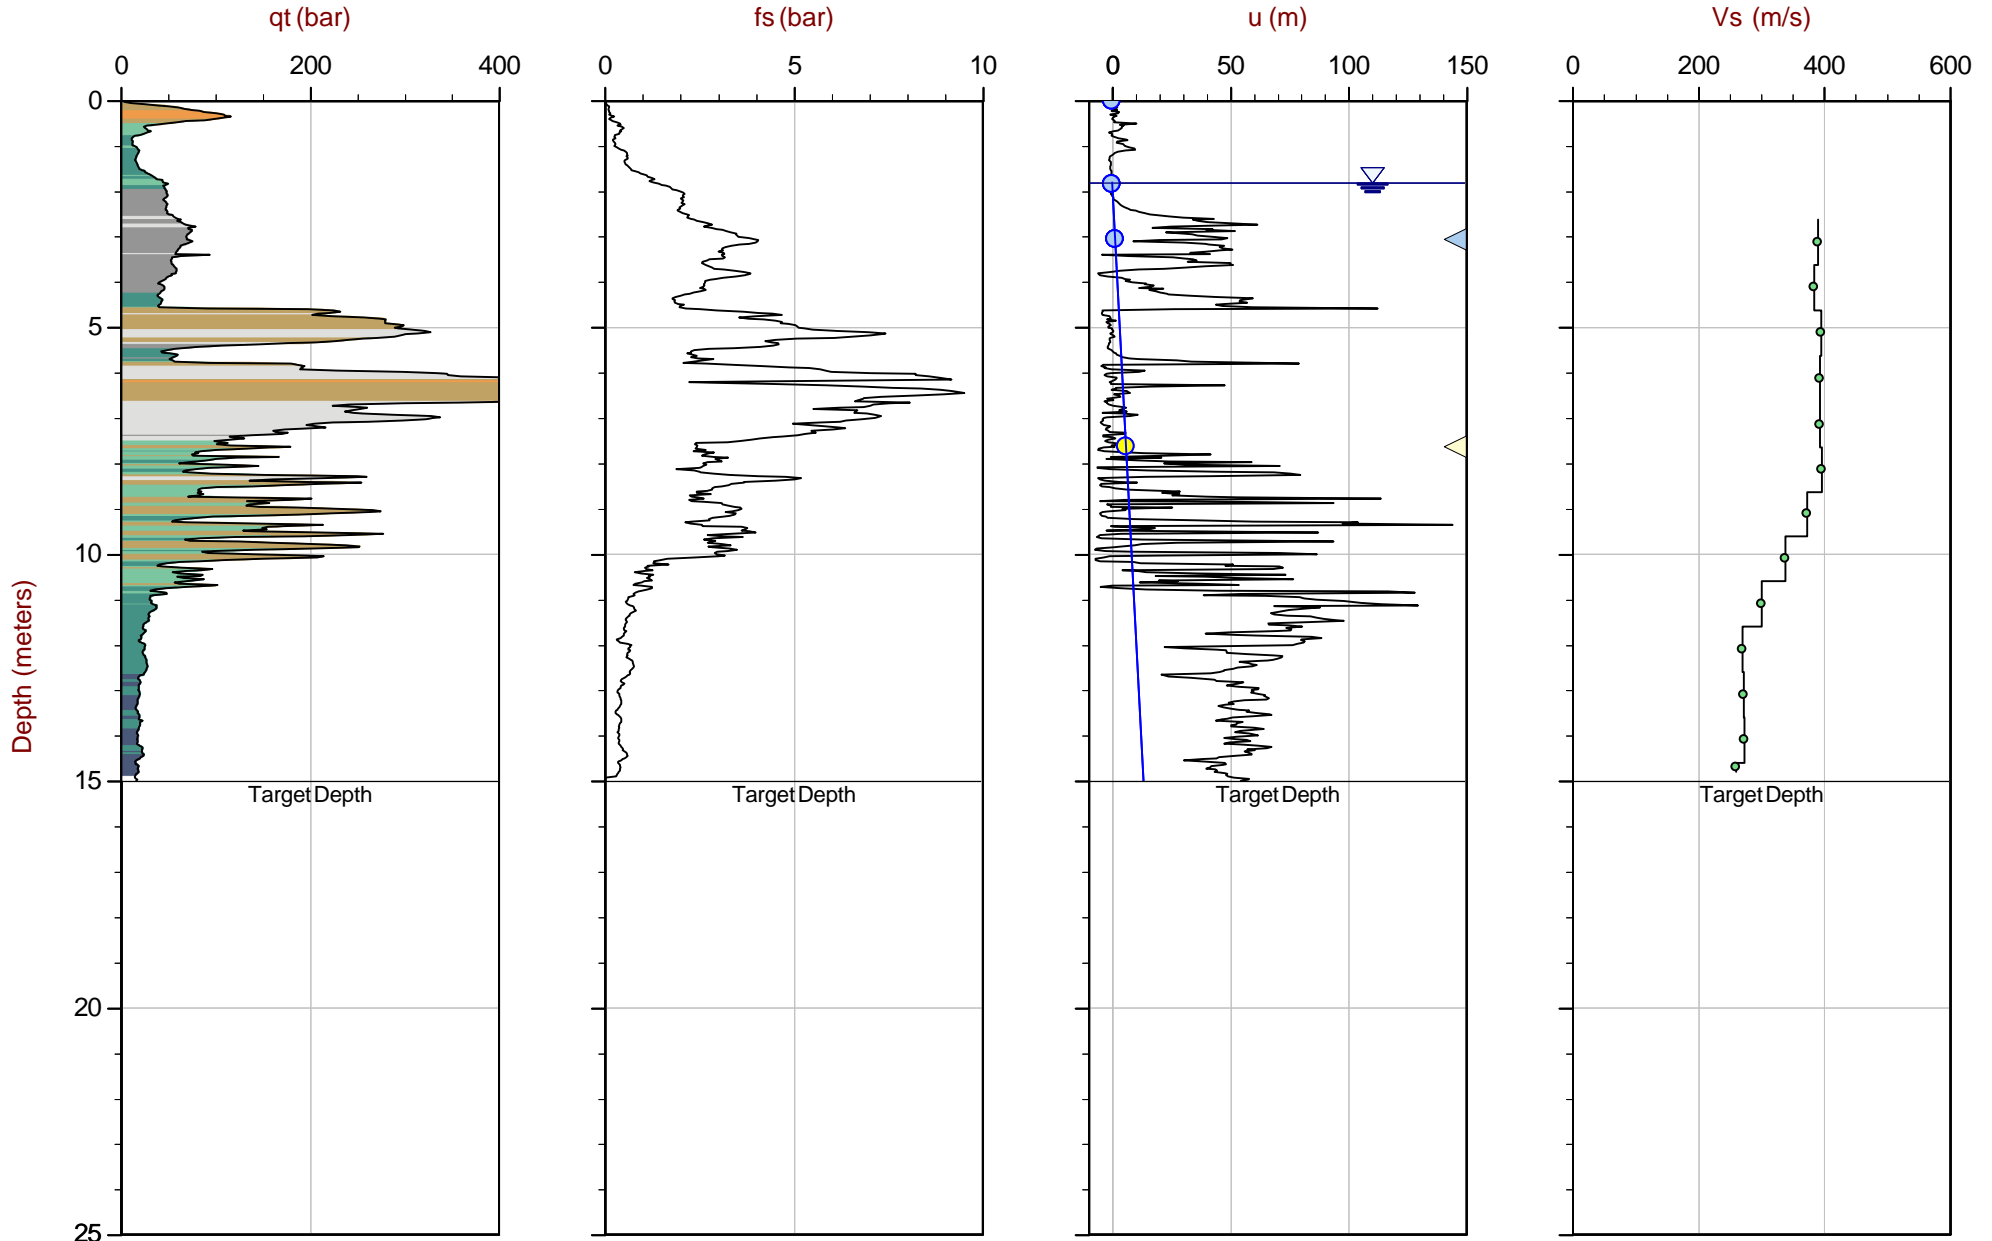 qt (bar) fs (bar) u (m) Vs (m/s)
0 200 400 0 5 10 0 50 100 150 0 200 400 600
0
5
10
Depth (meters)
15
Target Depth Target Depth Target Depth Target Depth
20
25